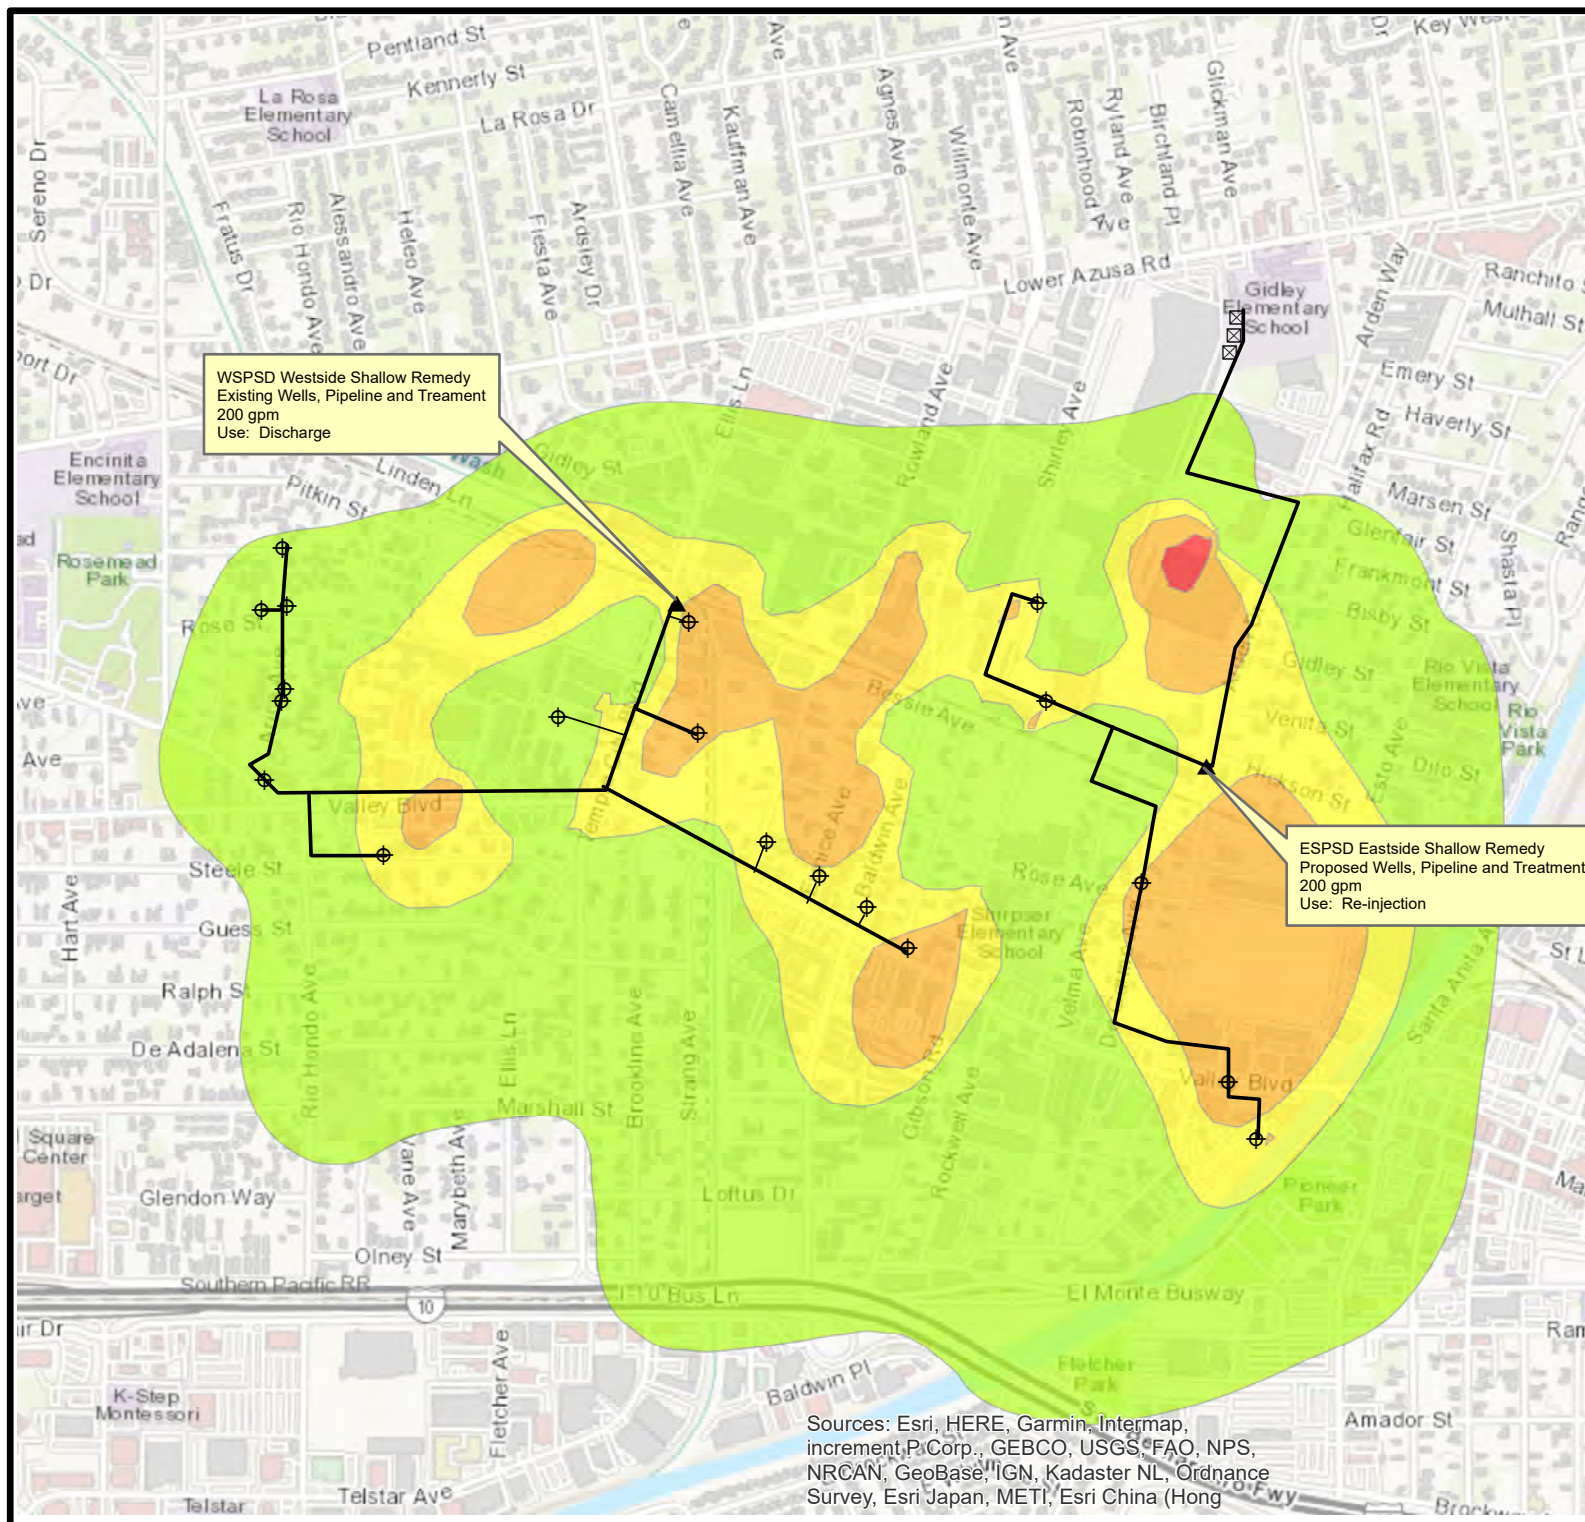 Pentland St
Kennerly St
La Rosa
Elementary
School
La Rosa Dr
Camellia Ave
Kauffman Ave
Ave
Agnes Ave
n Ave
Willmonte Ave
Robinhood Ave
Ryland Ave
Birchland Pl
Glickman Ave
Dr
Sereno Dr
Fratus Dr
Rio Hondo Ave
Alessandro Ave
Heleo Ave
Fiesta Ave
Ardsley Dr
Lower Azusa Rd
Gidley
Elementary
School
Arden Way
Ranchito
Mulhall St
Emery St
Haverly St
Halifax Rd
Marsen St
Glenfair St
Frankmont St
Bisby St
Shasta Pl
Gidley St
Rio Vista
Elementary
School
Rio
Vista
Park
Venita St
Dilo St
Hickson St
WSPSD Westside Shallow Remedy
Existing Wells, Pipeline and Treament
200 gpm
Use: Discharge
Ellis Ln
Rowland Ave
Shirley Ave
Gidley St
Wash
Linden Ln
Pitkin St
Encinita
Elementary
School
Rosemead
Park
Rose St
Bessie Ave
Ave
Valley Blvd
Steele St
Guess St
Hart Ave
Ralph St
De Adalena St
Rio Hondo Ave
Ellis Ln
Brookline Ave
Strang Ave
Baldwin Ave
Rose Ave
Shirpser
Elementary
School
Velma Ave
ESPSD Eastside Shallow Remedy
Proposed Wells, Pipeline and Treatment
200 gpm
Use: Re-injection
Santa Anita A
St L
Marshall St
Gibson Rd
Rockwell Ave
Valley Blvd
Square
Center
arget
Glendon Way
Marybeth Ave
Loftus Dr
Pioneer
Park
Olney St
Southern Pacific RR
10
I-10 Bus Ln
El Monte Busway
Fletcher Ave
K-Step
Montessori
Baldwin Pl
Fletcher
Park
Amador St
Telstar
Telstar Ave
Sources: Esri, HERE, Garmin, Intermap,
increment P Corp., GEBCO, USGS, FAO, NPS,
NRCAN, GeoBase, IGN, Kadaster NL, Ordnance
Survey, Esri Japan, METI, Esri China (Hong